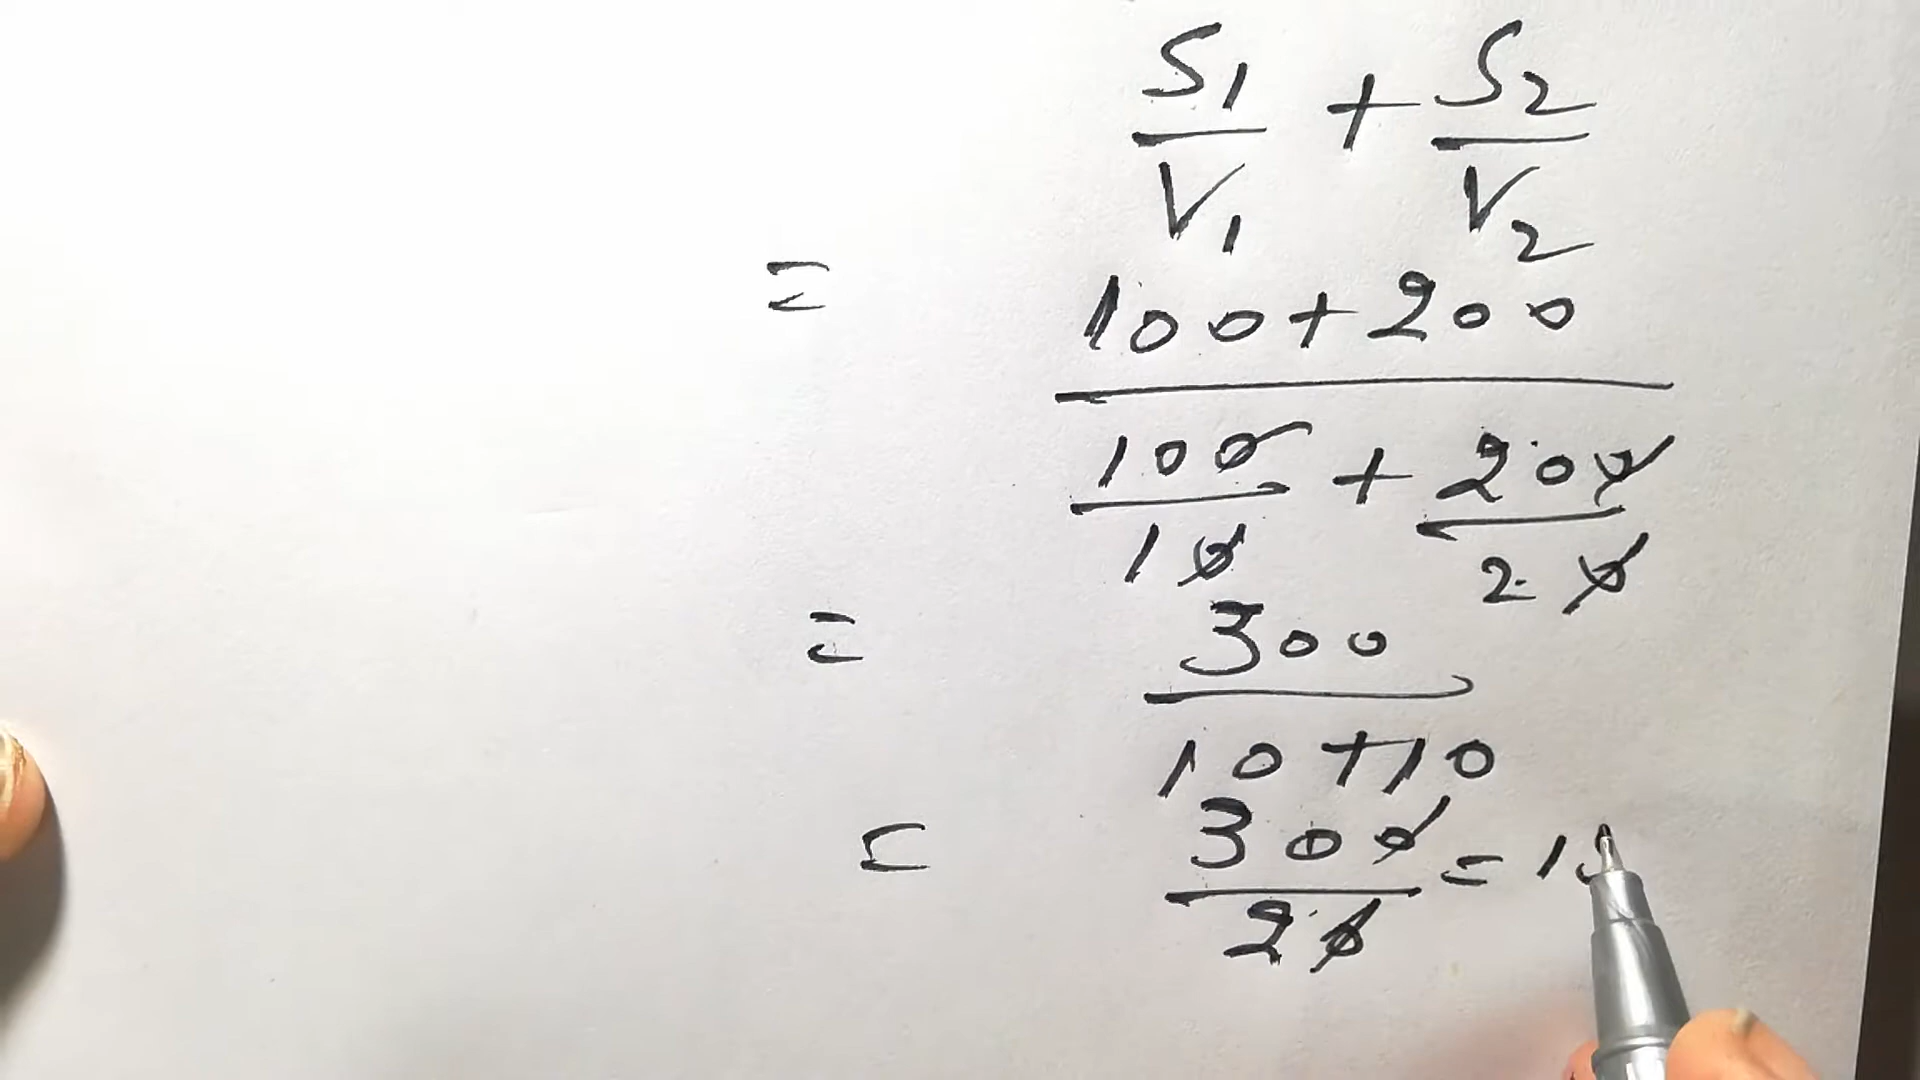 S1/V1 + S2/V2
= 100+200
100/10 + 200/20
= 300
10+10
= 300/20 = 15